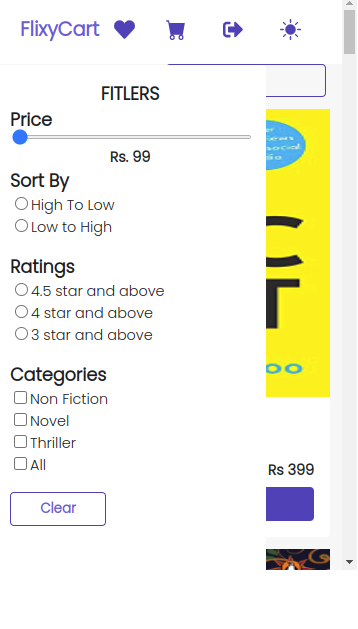 FlixyCart
FITLERS
Price
Rs. 99
Sort By
High To Low
Low to High
Ratings
4.5 star and above
4 star and above
3 star and above
Categories
Non Fiction
Novel
Thriller
All
Rs 399
Clear